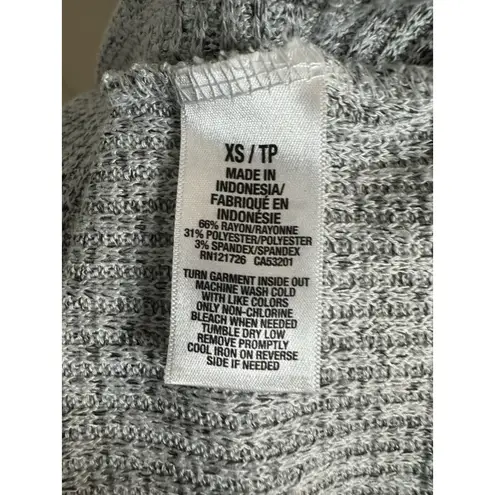 XS / TP
MADE IN
INDONESIA/
FABRIQUÉ EN
INDONÉSIE
66% RAYON/RAYONNE
31% POLYESTER/POLYESTER
3% SPANDEX/SPANDEX
RN121726 CA53201
TURN GARMENT INSIDE OUT
MACHINE WASH COLD
WITH LIKE COLORS
ONLY NON-CHLORINE
BLEACH WHEN NEEDED
TUMBLE DRY LOW
REMOVE PROMPTLY
COOL IRON ON REVERSE
SIDE IF NEEDED